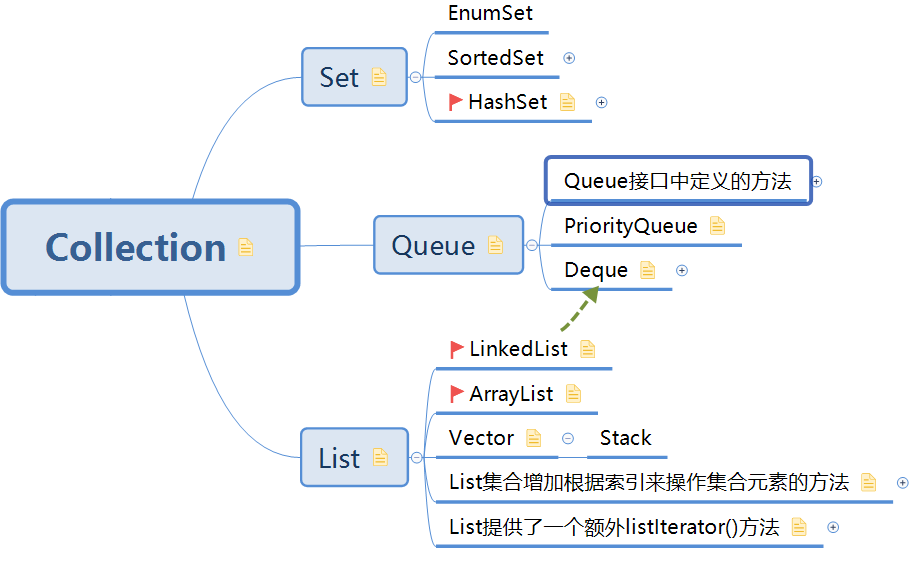 EnumSet
SortedSet
Set
HashSet
Queue接口中定义的方法
PriorityQueue
Collection
Queue
Deque
LinkedList
ArrayList
Vector
Stack
List
List集合增加根据索引来操作集合元素的方法
List提供了一个额外listIterator()方法